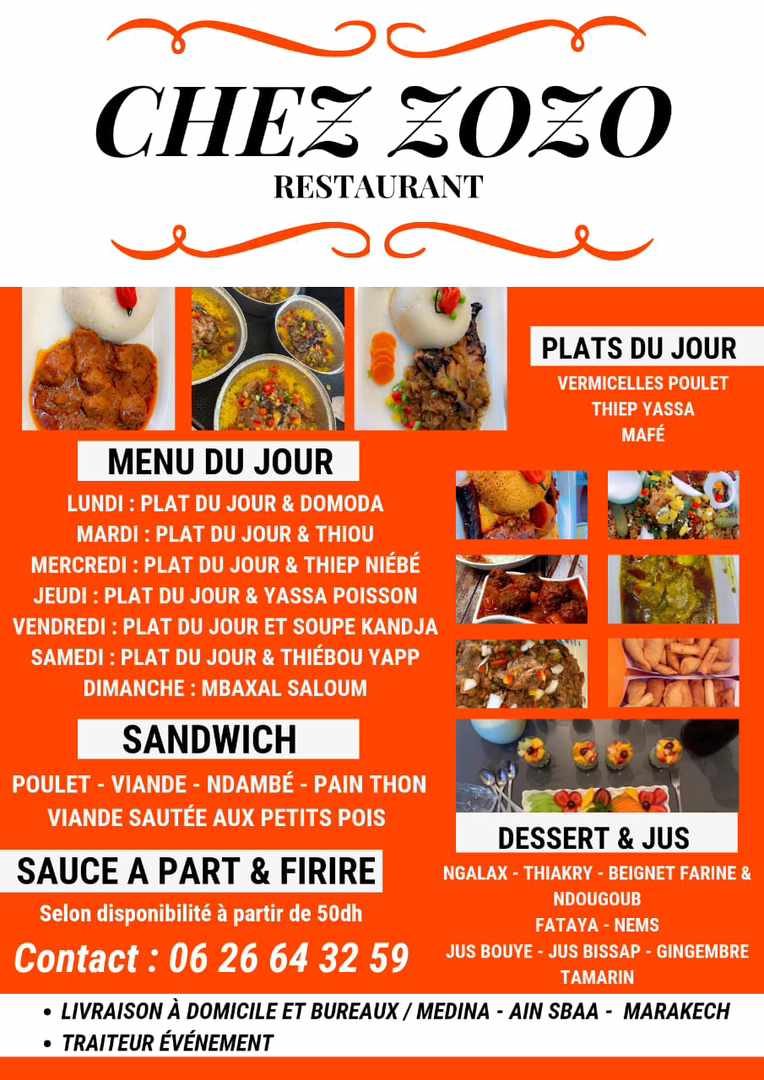 CHEZ ZOZO
RESTAURANT
PLATS DU JOUR
VERMICELLES POULET
THIEP YASSA
MAFÉ
MENU DU JOUR
LUNDI : PLAT DU JOUR & DOMODA
MARDI : PLAT DU JOUR & THIOU
MERCREDI : PLAT DU JOUR & THIEP NIÉBÉ
JEUDI : PLAT DU JOUR & YASSA POISSON
VENDREDI : PLAT DU JOUR ET SOUPE KANDJA
SAMEDI : PLAT DU JOUR & THIÉBOU YAPP
DIMANCHE : MBAXAL SALOUM
SANDWICH
POULET - VIANDE - NDAMBÉ - PAIN THON
VIANDE SAUTÉE AUX PETITS POIS
SAUCE A PART & FIRIRE
Selon disponibilité à partir de 50dh
Contact : 06 26 64 32 59
DESSERT & JUS
NGALAX - THIAKRY - BEIGNET FARINE &
NDOUGOUB
FATAYA - NEMS
JUS BOUYE - JUS BISSAP - GINGEMBRE
TAMARIN
• LIVRAISON À DOMICILE ET BUREAUX / MEDINA - AIN SBAA - MARAKECH
• TRAITEUR ÉVÉNEMENT